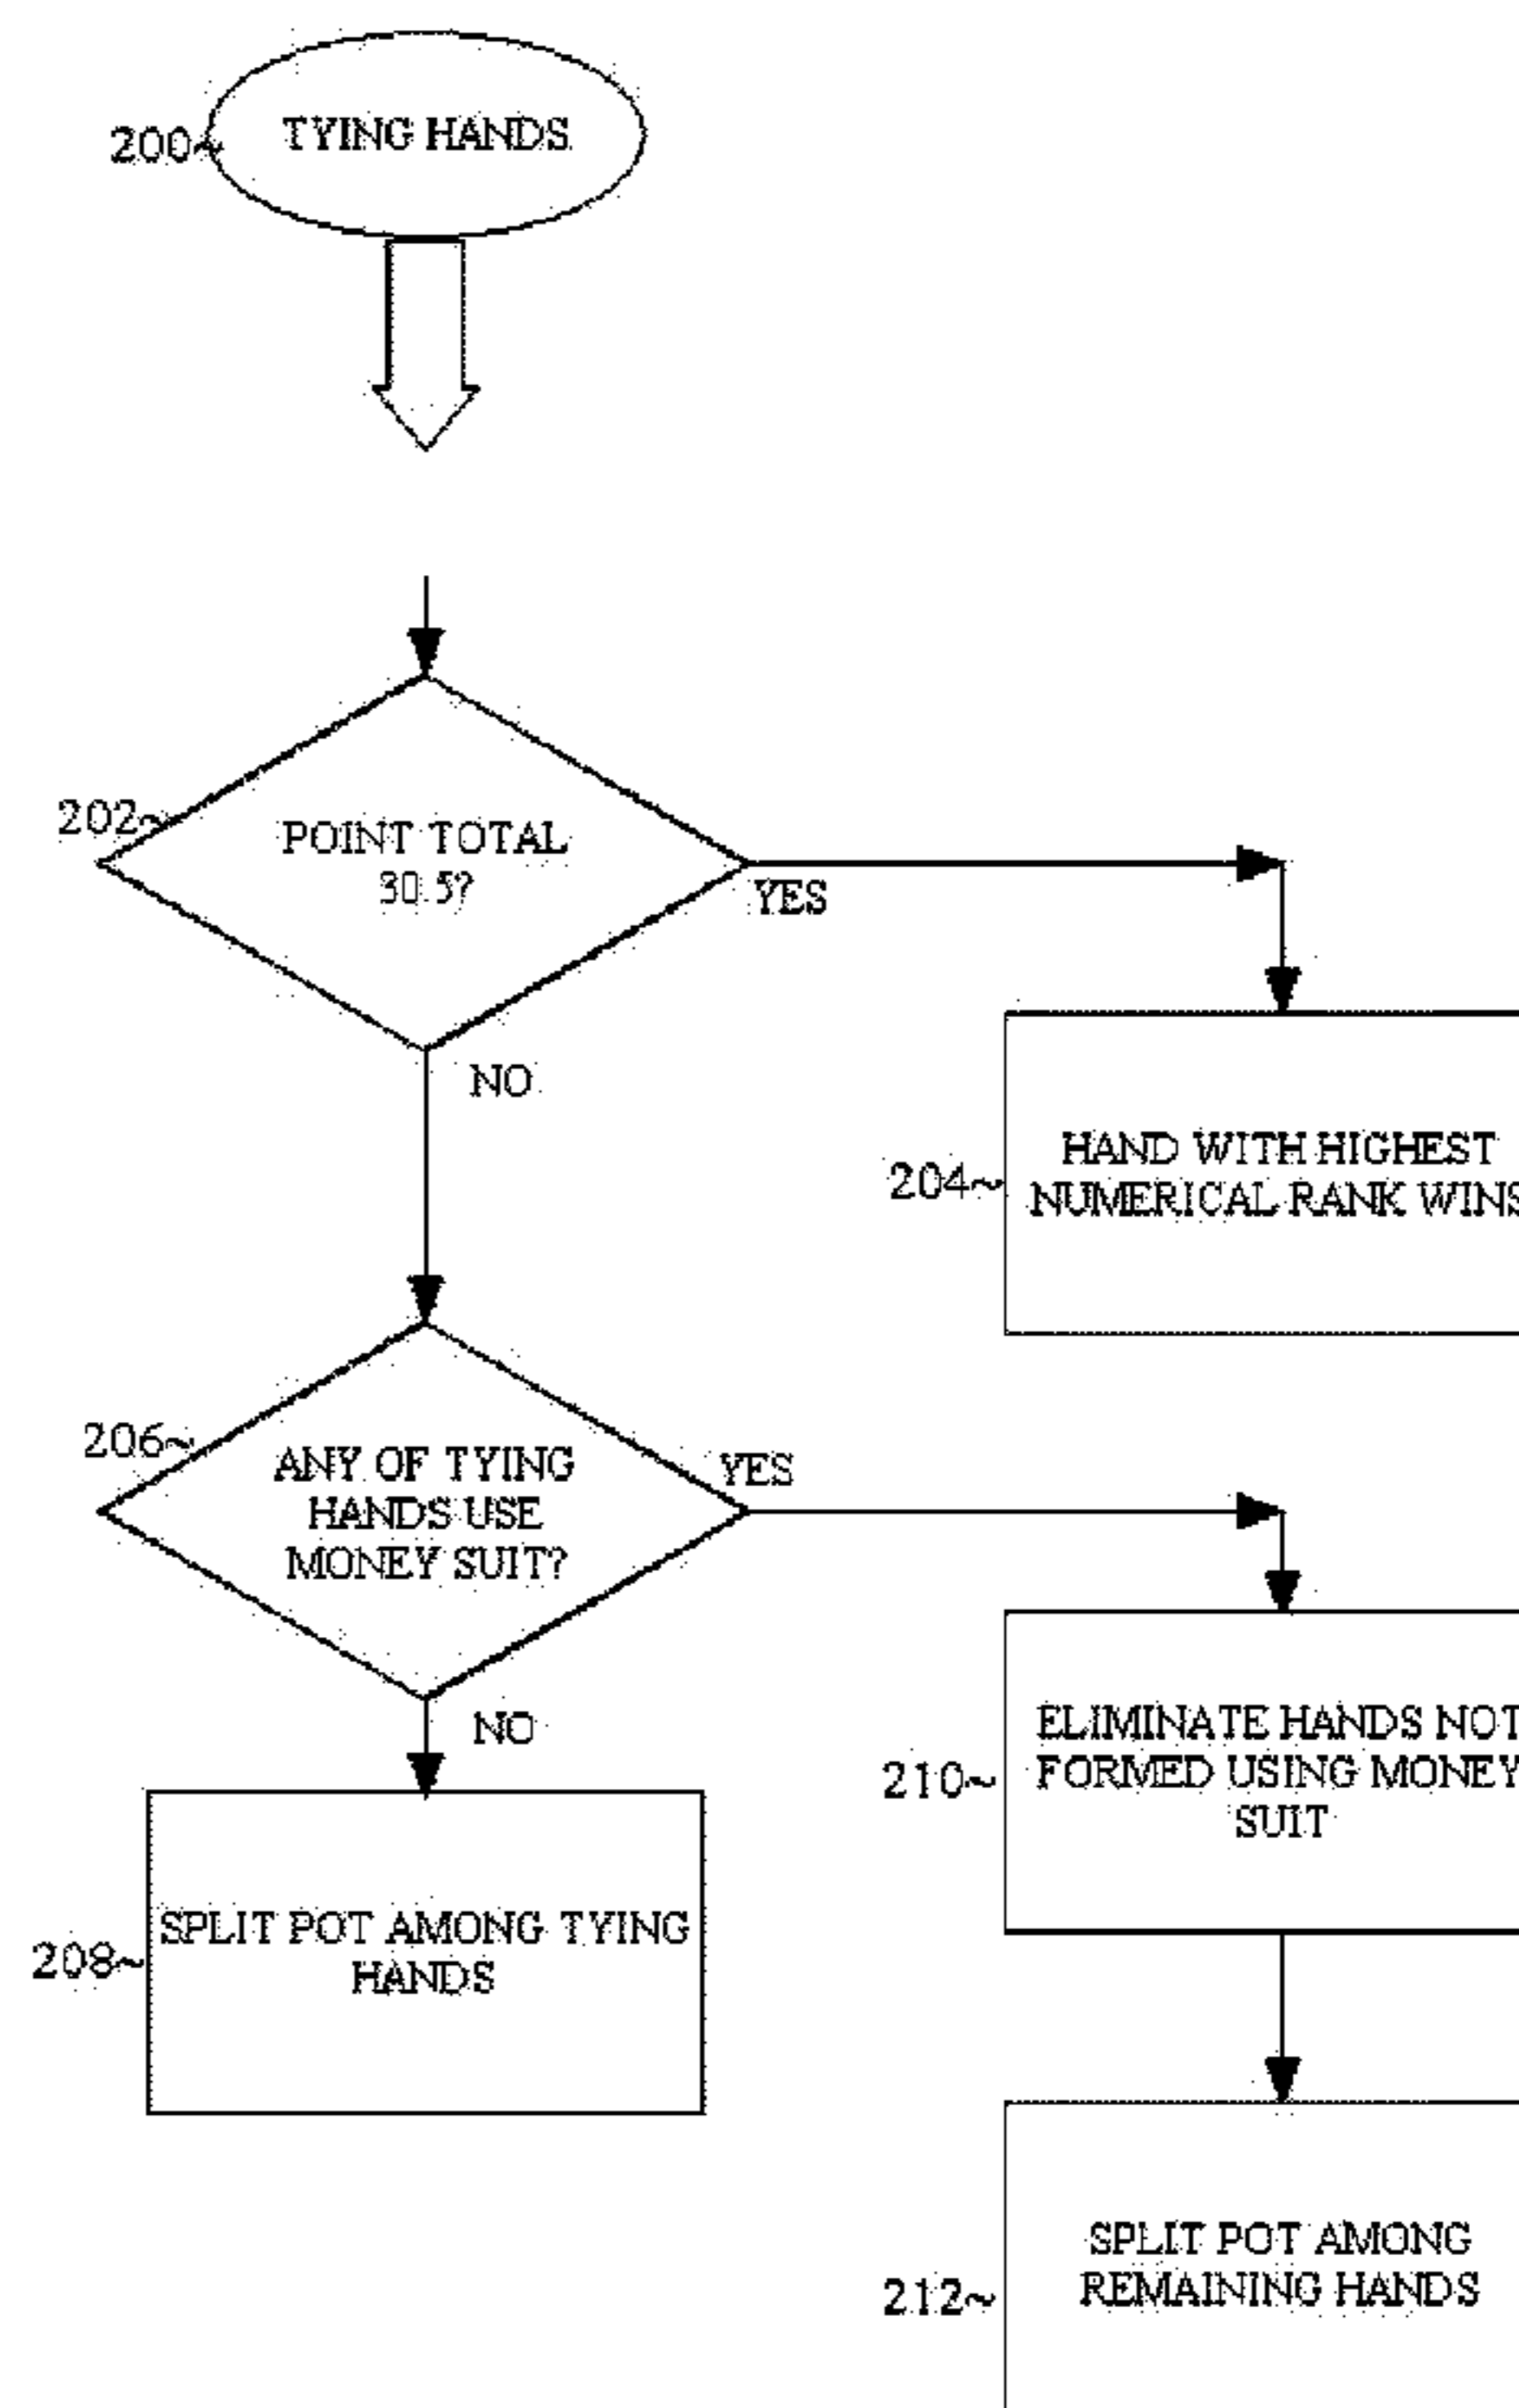 200~
TYING HANDS
202~
POINT TOTAL
30.5?
YES
NO
204~
HAND WITH HIGHEST
NUMERICAL RANK WINS
206~
ANY OF TYING
HANDS USE
MONEY SUIT?
YES
NO
210~
ELIMINATE HANDS NOT
FORMED USING MONEY
SUIT
208~
SPLIT POT AMONG TYING
HANDS
212~
SPLIT POT AMONG
REMAINING HANDS